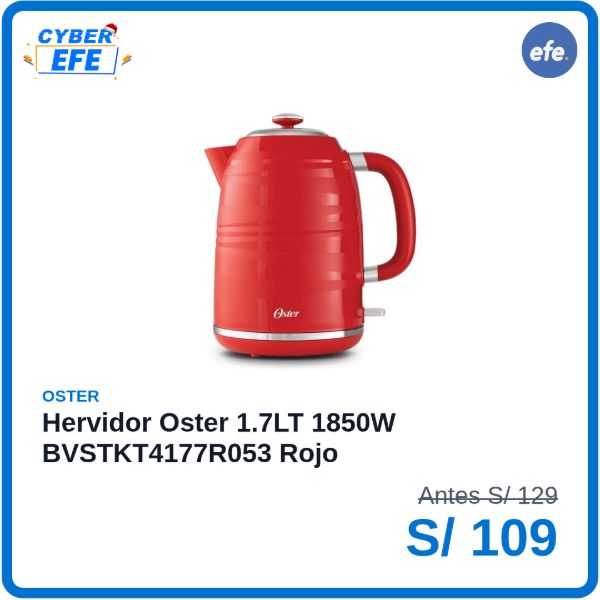 CYBER
EFE
efe.
Oster
OSTER
Hervidor Oster 1.7LT 1850W
BVSTKT4177R053 Rojo
Antes S/ 129
S/ 109